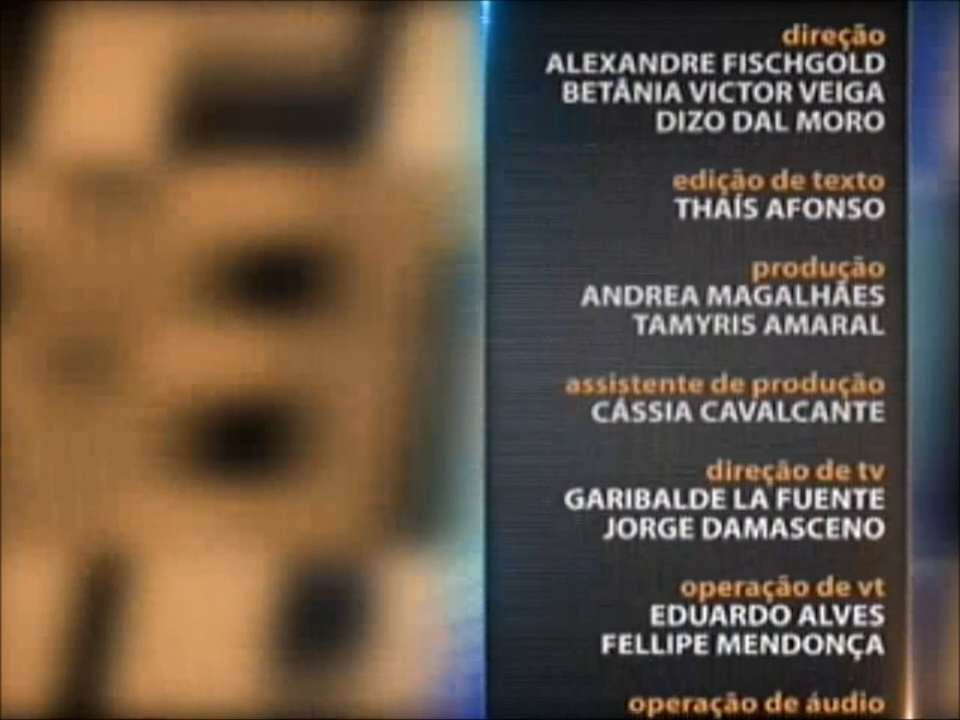 direção
ALEXANDRE FISCHGOLD
BETÂNIA VICTOR VEIGA
DIZO DAL MORO
edição de texto
THAÍS AFONSO
produção
ANDREA MAGALHÃES
TAMYRIS AMARAL
assistente de produção
CÁSSIA CAVALCANTE
direção de tv
GARIBALDE LA FUENTE
JORGE DAMASCENO
operação de vt
EDUARDO ALVES
FELLIPE MENDONÇA
operação de áudio